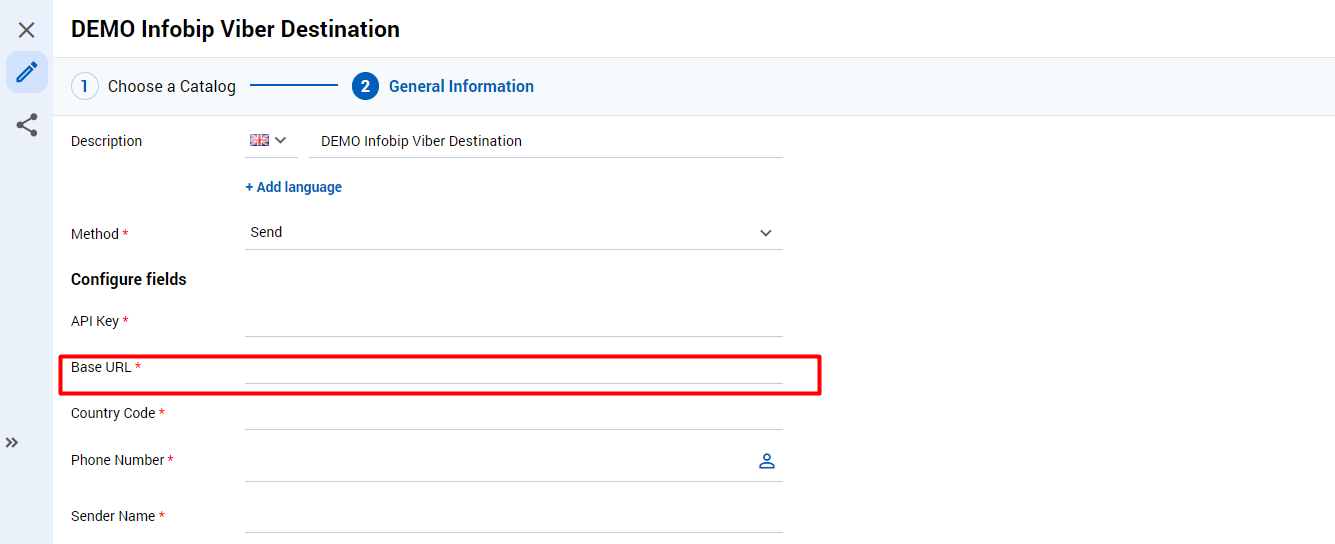 DEMO Infobip Viber Destination
1 Choose a Catalog 2 General Information
Description DEMO Infobip Viber Destination
+ Add language
Method * Send
Configure fields
API Key *
Base URL *
Country Code *
Phone Number *
Sender Name *